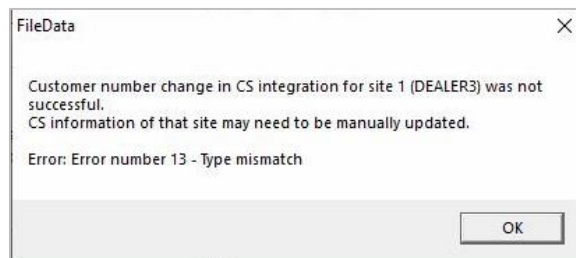 FileData
Customer number change in CS integration for site 1 (DEALER3) was not
successful.
CS information of that site may need to be manually updated.
Error: Error number 13 - Type mismatch
OK